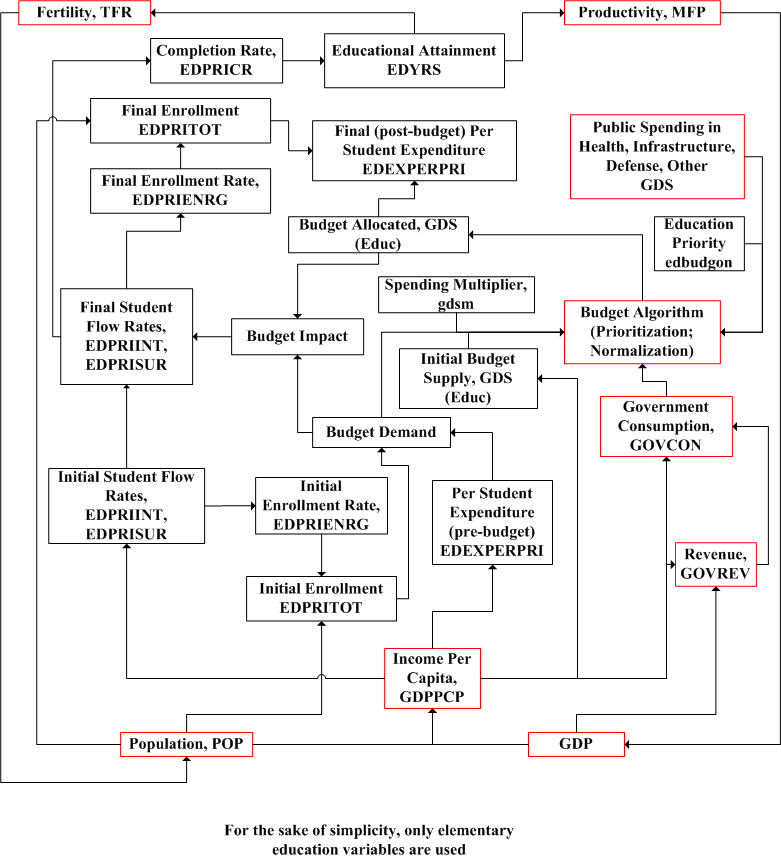 Fertility, TFR
Productivity, MFP
Completion Rate,
EDPRICR
Educational Attainment
EDYRS
Final Enrollment
EDPRITOT
Final (post-budget) Per
Student Expenditure
EDEXPERPRI
Public Spending in
Health, Infrastructure,
Defense, Other
GDS
Final Enrollment Rate,
EDPRIENRG
Budget Allocated, GDS
(Educ)
Education
Priority
edbudgon
Spending Multiplier,
gdsm
Final Student
Flow Rates,
EDPRIINT,
EDPRISUR
Budget Impact
Budget Algorithm
(Prioritization;
Normalization)
Initial Budget
Supply, GDS
(Educ)
Budget Demand
Government
Consumption,
GOVCON
Initial Student Flow
Rates,
EDPRIINT,
EDPRISUR
Initial
Enrollment Rate,
EDPRIENRG
Per Student
Expenditure
(pre-budget)
EDEXPERPRI
Revenue,
GOVREV
Initial Enrollment
EDPRITOT
Income Per
Capita,
GDPPCP
Population, POP
GDP
For the sake of simplicity, only elementary
education variables are used